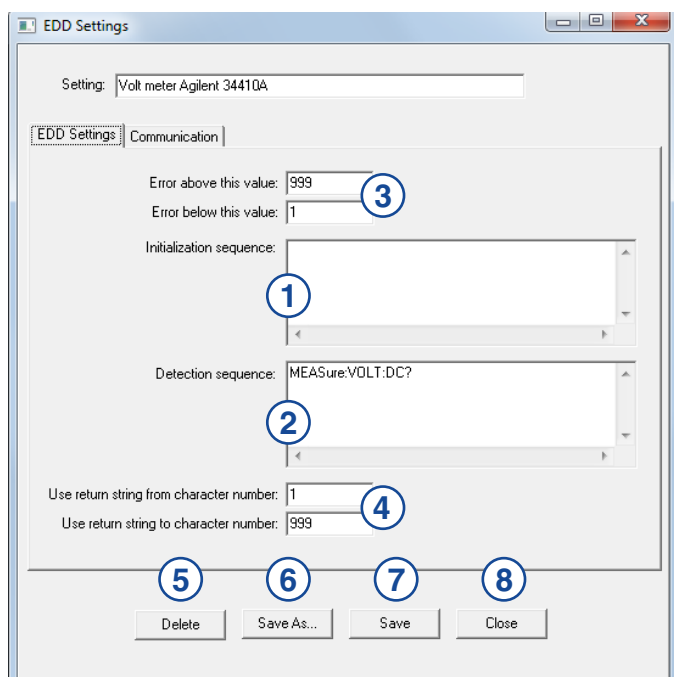 EDD Settings
Setting: Volt meter Agilent 34410A
EDD Settings Communication
Error above this value: 999
3
Error below this value: 1
Initialization sequence:
1
Detection sequence: MEASure:VOLT:DC?
2
Use return string from character number: 1
4
Use return string to character number: 999
5 6 7 8
Delete Save As... Save Close